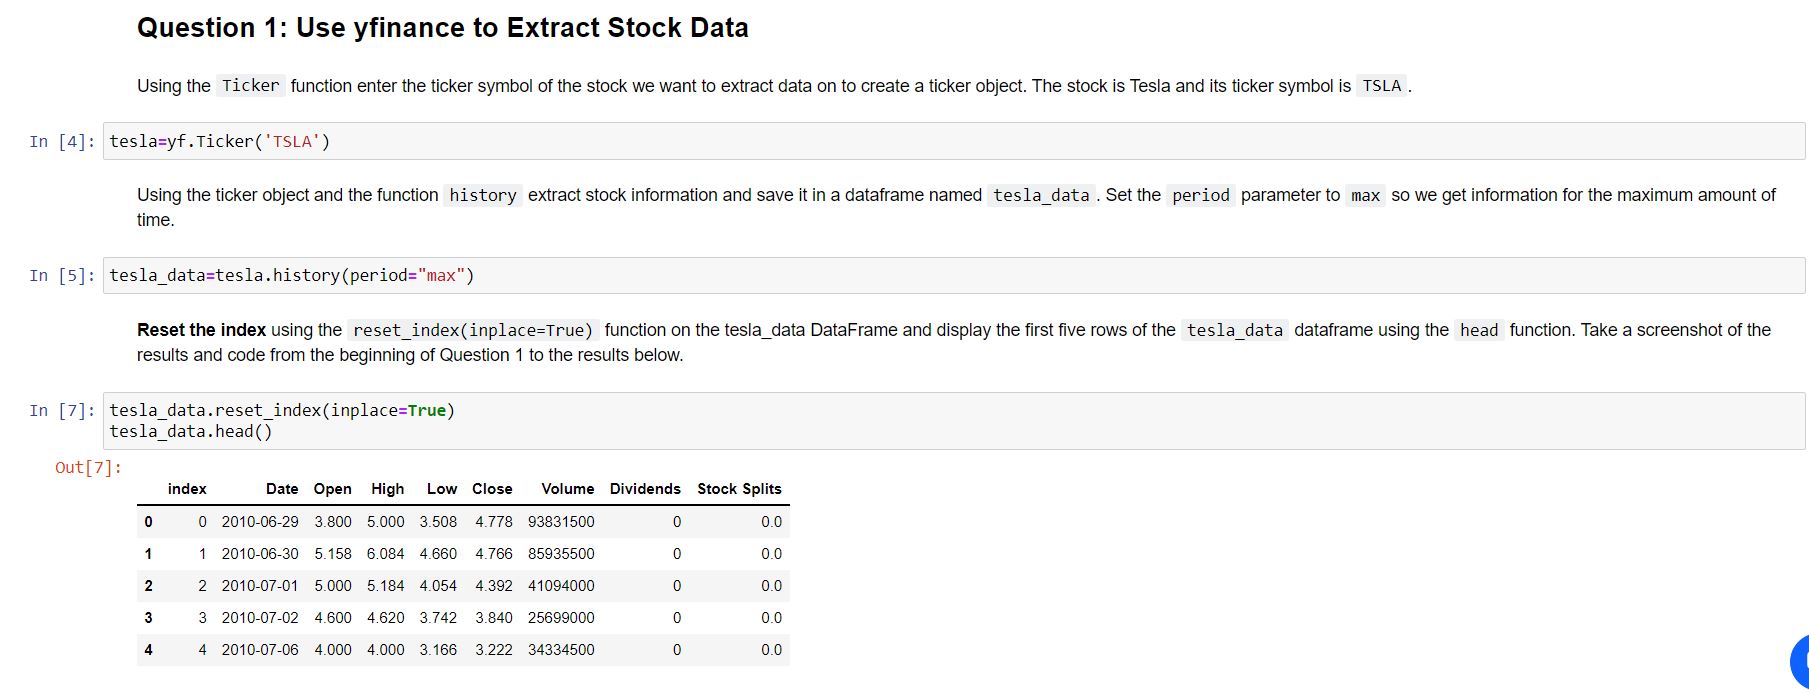 Question 1: Use yfinance to Extract Stock Data
Using the Ticker function enter the ticker symbol of the stock we want to extract data on to create a ticker object. The stock is Tesla and its ticker symbol is TSLA .
In [4]: tesla=yf.Ticker('TSLA')
Using the ticker object and the function history extract stock information and save it in a dataframe named tesla_data . Set the period parameter to max so we get information for the maximum amount of
time.
In [5]: tesla_data=tesla.history(period="max")
Reset the index using the reset_index(inplace=True) function on the tesla_data DataFrame and display the first five rows of the tesla_data dataframe using the head function. Take a screenshot of the
results and code from the beginning of Question 1 to the results below.
In [7]: tesla_data.reset_index(inplace=True)
tesla_data.head()
Out[7]:
index Date Open High Low Close Volume Dividends Stock Splits
0 0 2010-06-29 3.800 5.000 3.508 4.778 93831500 0 0.0
1 1 2010-06-30 5.158 6.084 4.660 4.766 85935500 0 0.0
2 2 2010-07-01 5.000 5.184 4.054 4.392 41094000 0 0.0
3 3 2010-07-02 4.600 4.620 3.742 3.840 25699000 0 0.0
4 4 2010-07-06 4.000 4.000 3.166 3.222 34334500 0 0.0